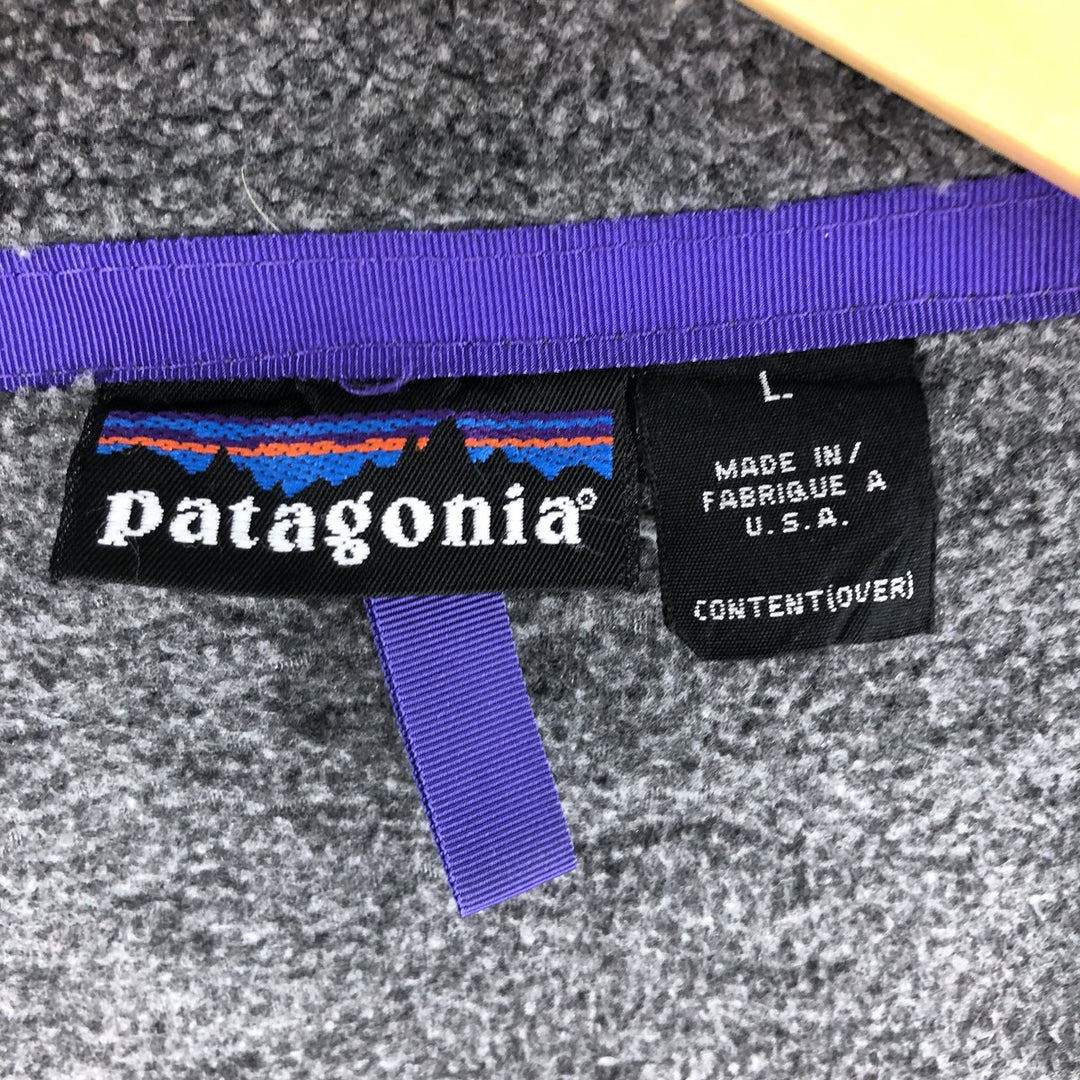 patagonia®
L
MADE IN/
FABRIQUE A
U.S.A.
CONTENT(OVER)